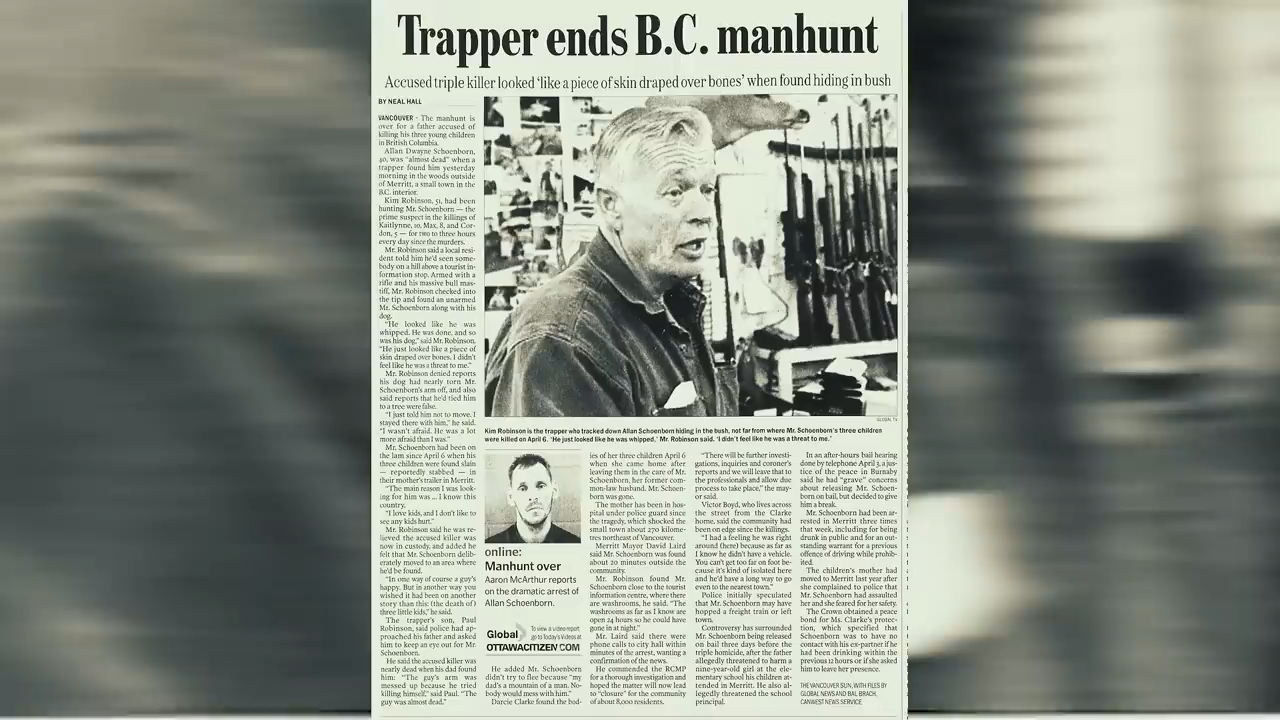 Trapper ends B.C. manhunt
Accused triple killer looked 'like a piece of skin draped over bones' when found hiding in bush
BY NEAL HALL
VANCOUVER · The manhunt is
over for a father accused of
killing his three young children
in British Columbia.
Allan Dwayne Schoenborn,
40, was "almost dead" when a
trapper found him yesterday
morning in the woods outside
of Merritt, a small town in the
B.C. interior.
Kim Robinson, 51, had been
hunting Mr. Schoenborn — the
prime suspect in the killings of
Kaitlynne, 10, Max, 8, and Cor-
don, 5 — for two to three hours
every day since the murders.
Mr. Robinson said a local resi-
dent told him he'd seen some-
body on a hill above a tourist in-
formation stop. Armed with a
rifle and his massive bull mas-
tiff, Mr. Robinson checked into
the tip and found an unarmed
Mr. Schoenborn along with his
dog.
"He looked like he was
whipped. He was done, and so
was his dog," said Mr. Robinson.
"He just looked like a piece of
skin draped over bones. I didn't
feel like he was a threat to me."
Mr. Robinson denied reports
his dog had nearly torn Mr.
Schoenborn's arm off, and also
said reports that he'd tied him
to a tree were false.
"I just told him not to move. I
stayed there with him," he said.
"I wasn't afraid. He was a lot
more afraid than I was."
Mr. Schoenborn had been on
the lam since April 6 when his
three children were found slain
— reportedly stabbed — in
their mother's trailer in Merritt.
"The main reason I was look-
ing for him was ... I know this
country.
"I love kids, and I don't like to
see any kids hurt."
Mr. Robinson said he was re-
lieved the accused killer was
now in custody, and added he
felt that Mr. Schoenborn delib-
erately moved to an area where
he'd be found.
"In one way of course a guy's
happy. But in another way you
wished it had been on another
story than this: (the death of)
three little kids," he said.
The trapper's son, Paul
Robinson, said police had ap-
proached his father and asked
him to keep an eye out for Mr.
Schoenborn.
He said the accused killer was
nearly dead when his dad found
him: "The guy's arm was
messed up because he tried
killing himself," said Paul. "The
guy was almost dead."
GLOBAL TV
Kim Robinson is the trapper who tracked down Allan Schoenborn hiding in the bush, not far from where Mr. Schoenborn's three children
were killed on April 6. 'He just looked like he was whipped,' Mr. Robinson said. 'I didn't feel like he was a threat to me.'
online:
Manhunt over
Aaron McArthur reports
on the dramatic arrest of
Allan Schoenborn.
Global
To view a video report
go to Today's Videos at
OTTAWACITIZEN.COM
He added Mr. Schoenborn
didn't try to flee because "my
dad's a mountain of a man. No-
body would mess with him."
Darcie Clarke found the bod-
ies of her three children April 6
when she came home after
leaving them in the care of Mr.
Schoenborn, her former com-
mon-law husband. Mr. Schoen-
born was gone.
The mother has been in hos-
pital under police guard since
the tragedy, which shocked the
small town about 270 kilome-
tres northeast of Vancouver.
Merritt Mayor David Laird
said Mr. Schoenborn was found
about 20 minutes outside the
community.
Mr. Robinson found Mr.
Schoenborn close to the tourist
information centre, where there
are washrooms, he said. "The
washrooms as far as I know are
open 24 hours so he could have
gone in at night."
Mr. Laird said there were
phone calls to city hall within
minutes of the arrest, wanting a
confirmation of the news.
He commended the RCMP
for a thorough investigation and
hoped the matter will now lead
to "closure" for the community
of about 8,000 residents.
"There will be further investi-
gations, inquiries and coroner's
reports and we will leave that to
the professionals and allow due
process to take place," the may-
or said.
Victor Boyd, who lives across
the street from the Clarke
home, said the community had
been on edge since the killings.
"I had a feeling he was right
around (here) because as far as
I know he didn't have a vehicle.
You can't get too far on foot be-
cause it's kind of isolated here
and he'd have a long way to go
even to the nearest town."
Police initially speculated
that Mr. Schoenborn may have
hopped a freight train or left
town.
Controversy has surrounded
Mr. Schoenborn being released
on bail three days before the
triple homicide, after the father
allegedly threatened to harm a
nine-year-old girl at the ele-
mentary school his children at-
tended in Merritt. He also al-
legedly threatened the school
principal.
In an after-hours bail hearing
done by telephone April 3, a jus-
tice of the peace in Burnaby
said he had "grave" concerns
about releasing Mr. Schoen-
born on bail, but decided to give
him a break.
Mr. Schoenborn had been ar-
rested in Merritt three times
that week, including for being
drunk in public and for an out-
standing warrant for a previous
offence of driving while prohib-
ited.
The children's mother had
moved to Merritt last year after
she complained to police that
Mr. Schoenborn had assaulted
her and she feared for her safety.
The Crown obtained a peace
bond for Ms. Clarke's protec-
tion, which specified that
Schoenborn was to have no
contact with his ex-partner if he
had been drinking within the
previous 12 hours or if she asked
him to leave her presence.
THE VANCOUVER SUN, WITH FILES BY
GLOBAL NEWS AND BAL BRACH,
CANWEST NEWS SERVICE